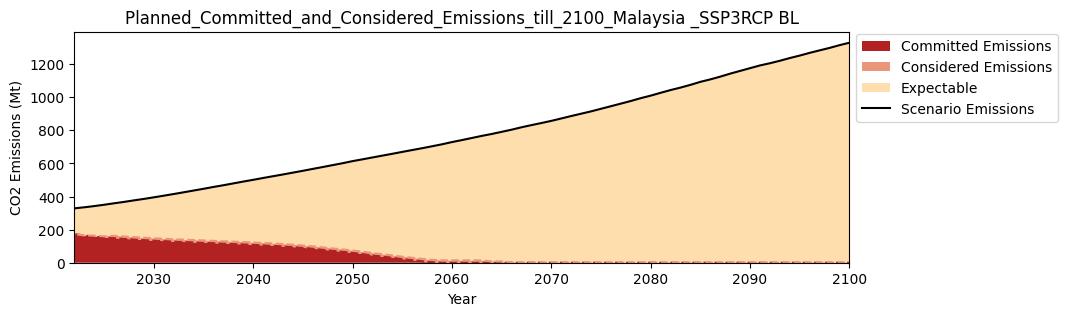 Planned_Committed_and_Considered_Emissions_till_2100_Malaysia _SSP3RCP BL
Committed Emissions
Considered Emissions
Expectable
Scenario Emissions
CO2 Emissions (Mt)
1200
1000
800
600
400
200
0
2030 2040 2050 2060 2070 2080 2090 2100
Year